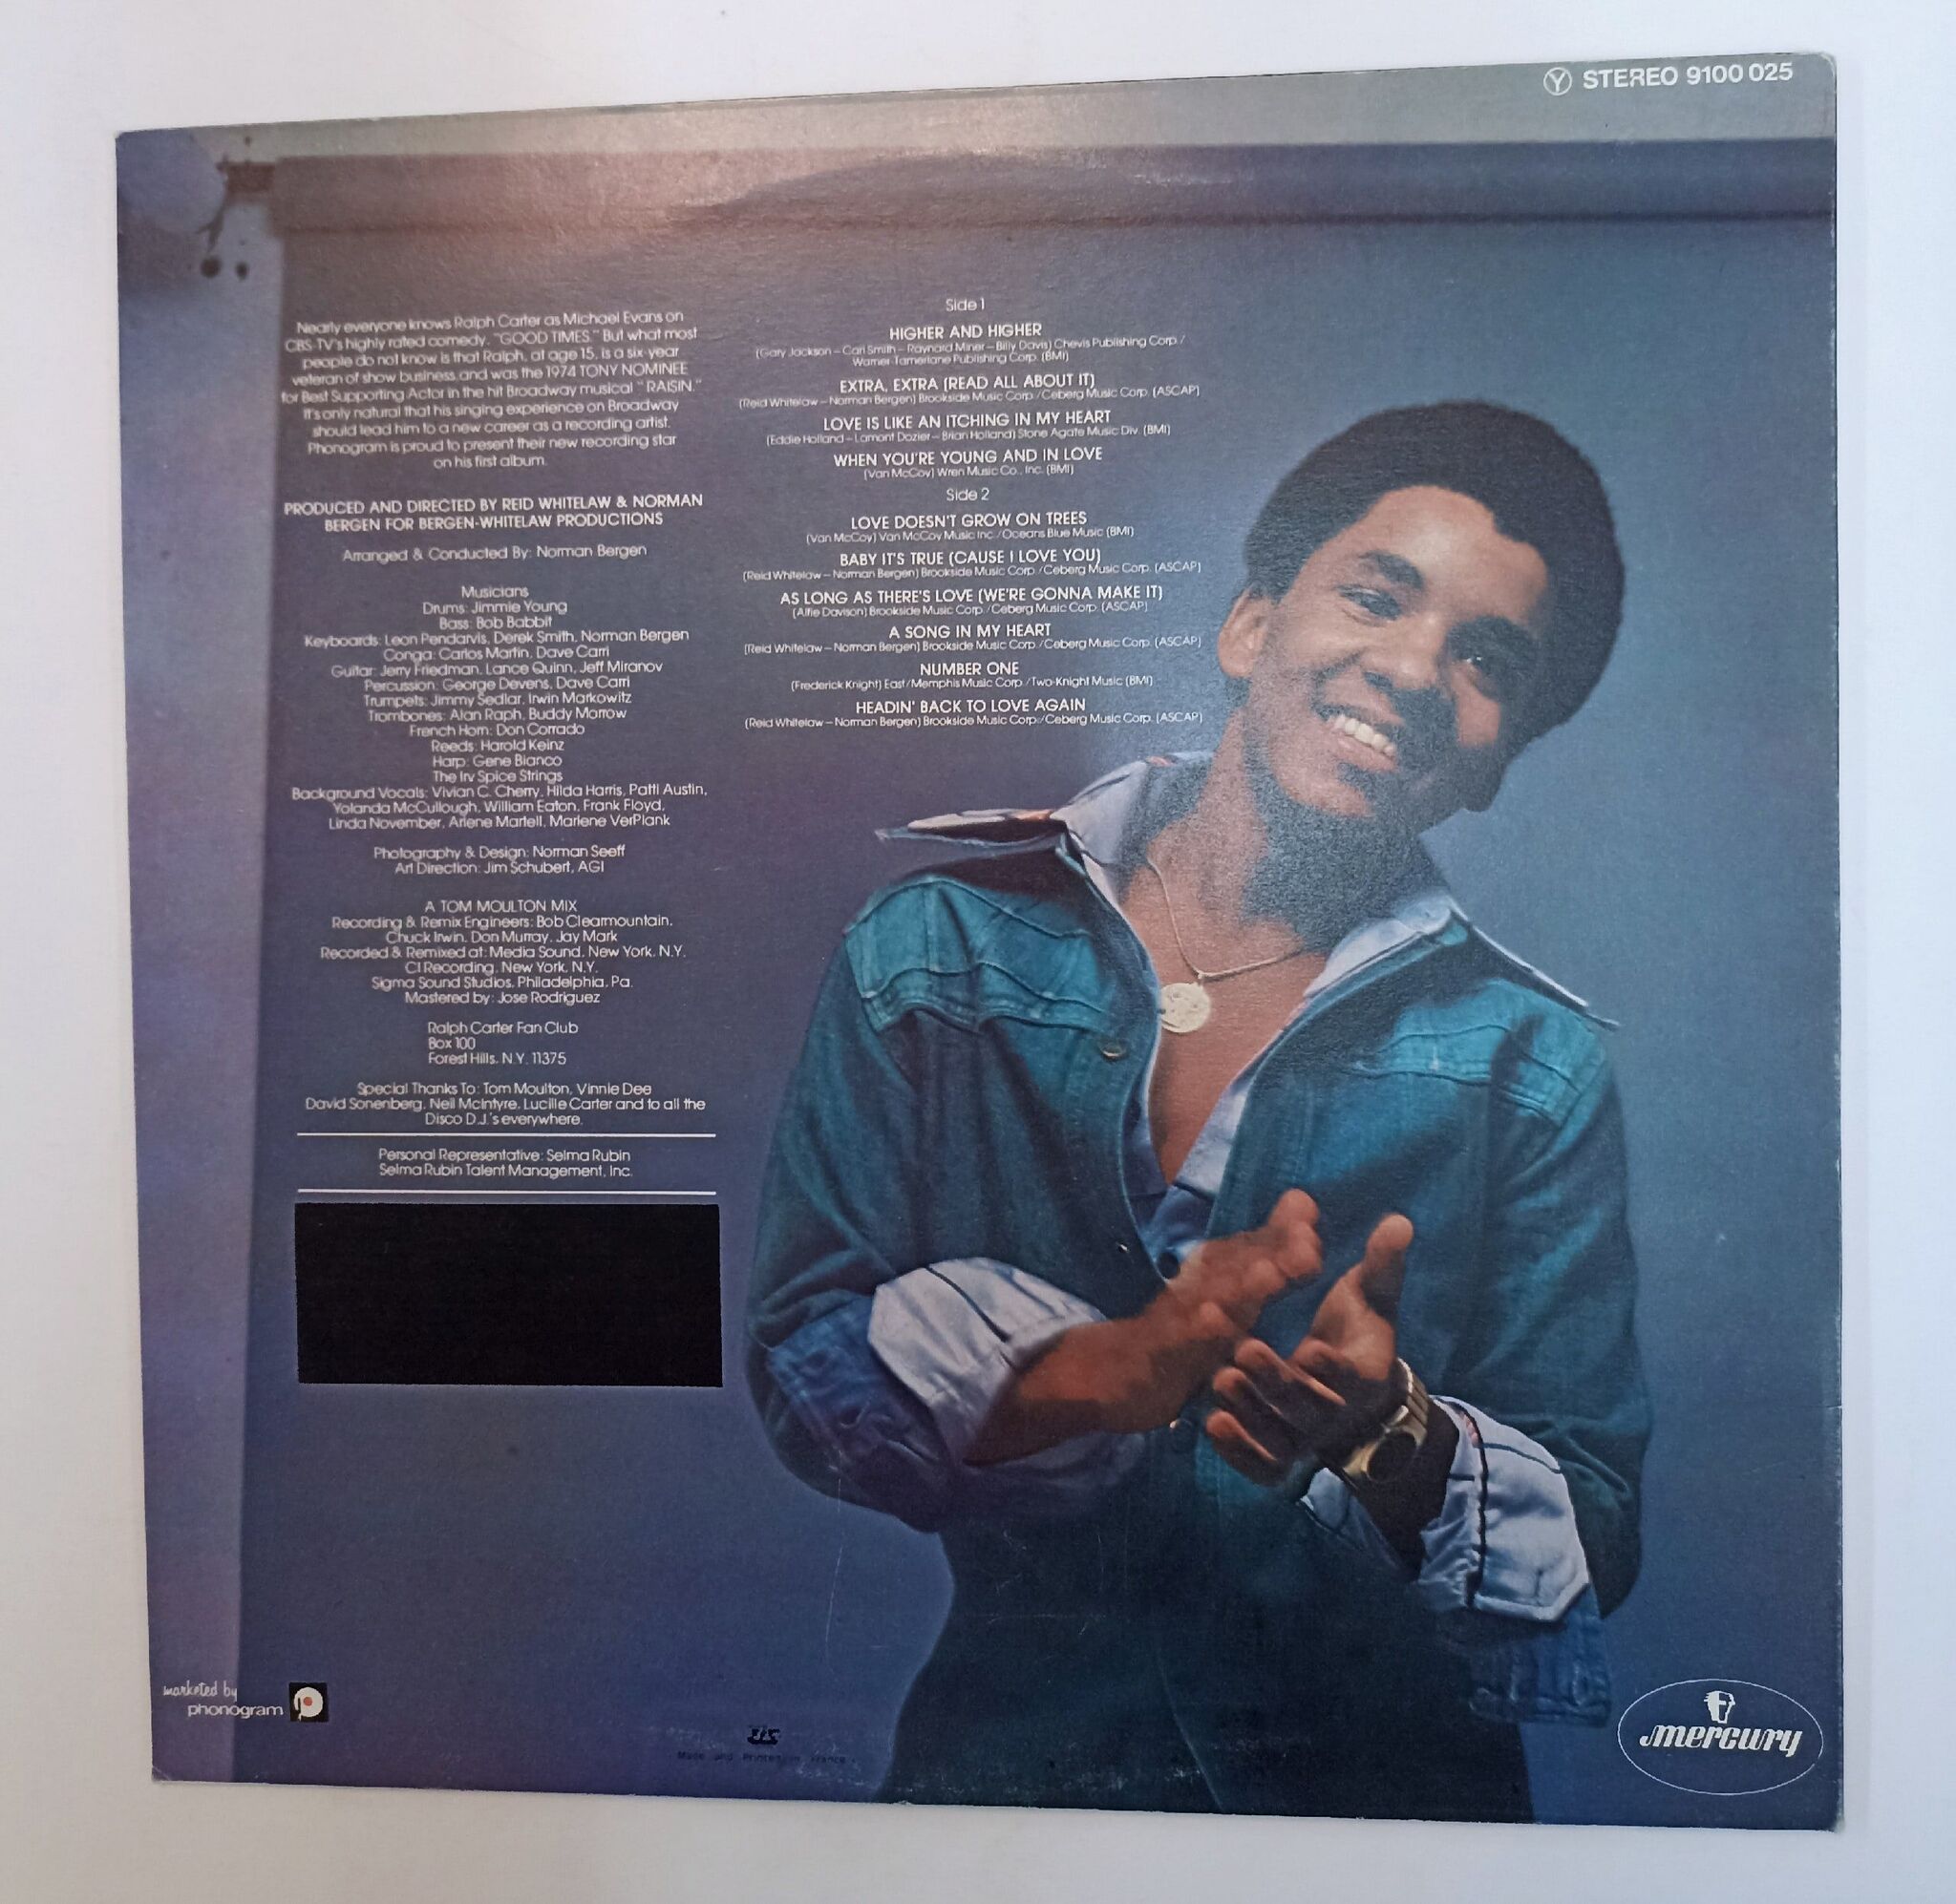 Y STEREO 9100 025
Nearly everyone knows Ralph Carter as Michael Evans on
CBS-TV's highly rated comedy, "GOOD TIMES." But what most
people do not know is that Ralph, at age 15, is a six-year
veteran of show business and was the 1974 TONY NOMINEE
for Best Supporting Actor in the hit Broadway musical "RAISIN."
It's only natural that his singing experience on Broadway
should lead him to a new career as a recording artist.
Phonogram is proud to present their new recording star
on his first album.
PRODUCED AND DIRECTED BY REID WHITELAW & NORMAN
BERGEN FOR BERGEN-WHITELAW PRODUCTIONS
Arranged & Conducted By: Norman Bergen
Musicians
Drums: Jimmie Young
Bass: Bob Babbit
Keyboards: Leon Pendarvis, Derek Smith, Norman Bergen
Conga: Carlos Martin, Dave Carri
Guitar: Jerry Friedman, Lance Quinn, Jeff Miranov
Percussion: George Devens, Dave Carri
Trumpets: Jimmy Sedlar, Irwin Markowitz
Trombones: Alan Raph, Buddy Morrow
French Horn: Don Corrado
Reeds: Harold Keinz
Harp: Gene Bianco
The Irv Spice Strings
Background Vocals: Vivian C. Cherry, Hilda Harris, Patti Austin,
Yolanda McCullough, William Eaton, Frank Floyd,
Linda November, Arlene Martell, Marlene VerPlank
Photography & Design: Norman Seeff
Art Direction: Jim Schubert, AGI
A TOM MOULTON MIX
Recording & Remix Engineers: Bob Clearmountain,
Chuck Irwin, Don Murray, Jay Mark
Recorded & Remixed at: Media Sound, New York, N.Y.
CI Recording, New York, N.Y.
Sigma Sound Studios, Philadelphia, Pa.
Mastered by: Jose Rodriguez
Ralph Carter Fan Club
Box 100
Forest Hills, N.Y. 11375
Special Thanks To: Tom Moulton, Vinnie Dee
David Sonenberg, Neil McIntyre, Lucille Carter and to all the
Disco D.J.'s everywhere.
Personal Representative: Selma Rubin
Selma Rubin Talent Management, Inc.
Side 1
HIGHER AND HIGHER
(Gary Jackson – Carl Smith – Raynard Miner – Billy Davis) Chevis Publishing Corp./
Warner-Tamerlane Publishing Corp. (BMI)
EXTRA, EXTRA (READ ALL ABOUT IT)
(Reid Whitelaw – Norman Bergen) Brookside Music Corp./Ceberg Music Corp. (ASCAP)
LOVE IS LIKE AN ITCHING IN MY HEART
(Eddie Holland – Lamont Dozier – Brian Holland) Stone Agate Music Div. (BMI)
WHEN YOU'RE YOUNG AND IN LOVE
(Van McCoy) Wren Music Co., Inc. (BMI)
Side 2
LOVE DOESN'T GROW ON TREES
(Van McCoy) Van McCoy Music Inc./Oceans Blue Music (BMI)
BABY IT'S TRUE (CAUSE I LOVE YOU)
(Reid Whitelaw – Norman Bergen) Brookside Music Corp./Ceberg Music Corp. (ASCAP)
AS LONG AS THERE'S LOVE (WE'RE GONNA MAKE IT)
(Alfie Davison) Brookside Music Corp./Ceberg Music Corp. (ASCAP)
A SONG IN MY HEART
(Reid Whitelaw – Norman Bergen) Brookside Music Corp./Ceberg Music Corp. (ASCAP)
NUMBER ONE
(Frederick Knight) East/Memphis Music Corp./Two-Knight Music (BMI)
HEADIN' BACK TO LOVE AGAIN
(Reid Whitelaw – Norman Bergen) Brookside Music Corp./Ceberg Music Corp. (ASCAP)
marketed by
phonogram
Made and Printed in France
mercury